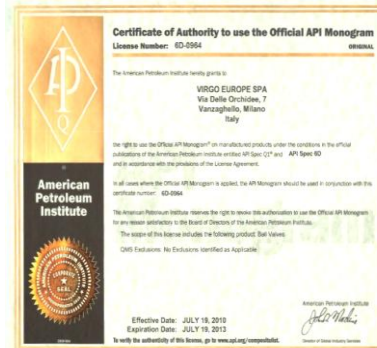 Certificate of Authority to use the Official API Monogram
License Number: 6D-0964
ORIGINAL
The American Petroleum Institute hereby grants to
VIRGO EUROPE SPA
Via Delle Orchidee, 7
Vanzaghello, Milano
Italy
the right to use the Official API Monogram® on manufactured products under the conditions in the official
publications of the American Petroleum Institute entitled API Spec Q1® and API Spec 6D
and in accordance with the provisions of the License Agreement.
In all cases where the Official API Monogram is applied, the API Monogram should be used in conjunction with this
certificate number: 6D-0964
The American Petroleum Institute reserves the right to revoke this authorization to use the Official API Monogram
for any reason satisfactory to the Board of Directors of the American Petroleum Institute.
The scope of this license includes the following product: Ball Valves
QMS Exclusions: No Exclusions Identified as Applicable
American
Petroleum
Institute
Q
COMPOSITE
SEAL
American Petroleum Institute
Effective Date: JULY 19, 2010
Expiration Date: JULY 19, 2013
To verify the authenticity of this license, go to www.api.org/compositelist.
Director of Global Industry Services